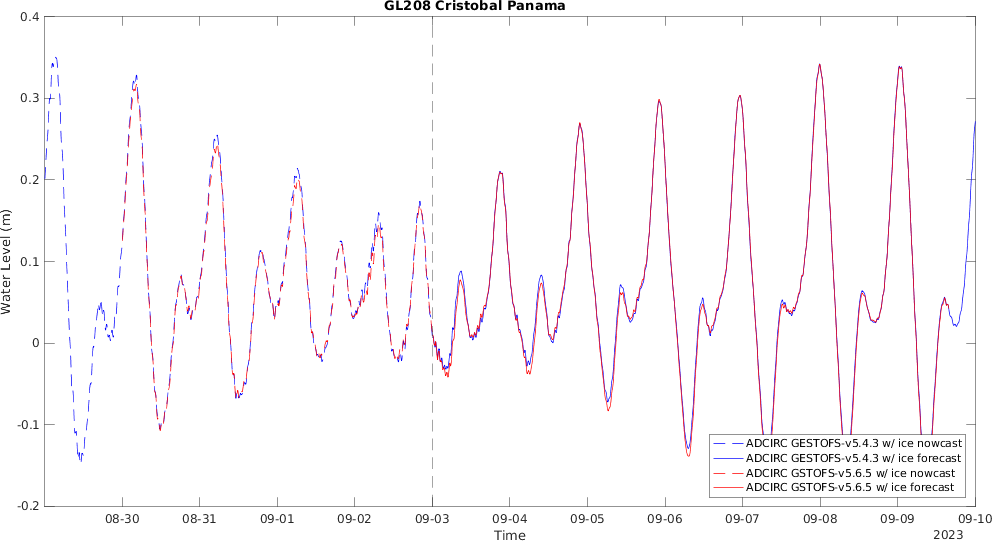 GL208 Cristobal Panama
0.4
0.3
0.2
0.1
0
-0.1
-0.2
Water Level (m)
ADCIRC GESTOFS-v5.4.3 w/ ice nowcast
ADCIRC GESTOFS-v5.4.3 w/ ice forecast
ADCIRC GSTOFS-v5.6.5 w/ ice nowcast
ADCIRC GSTOFS-v5.6.5 w/ ice forecast
08-30 08-31 09-01 09-02 09-03 09-04 09-05 09-06 09-07 09-08 09-09 09-10
Time
2023